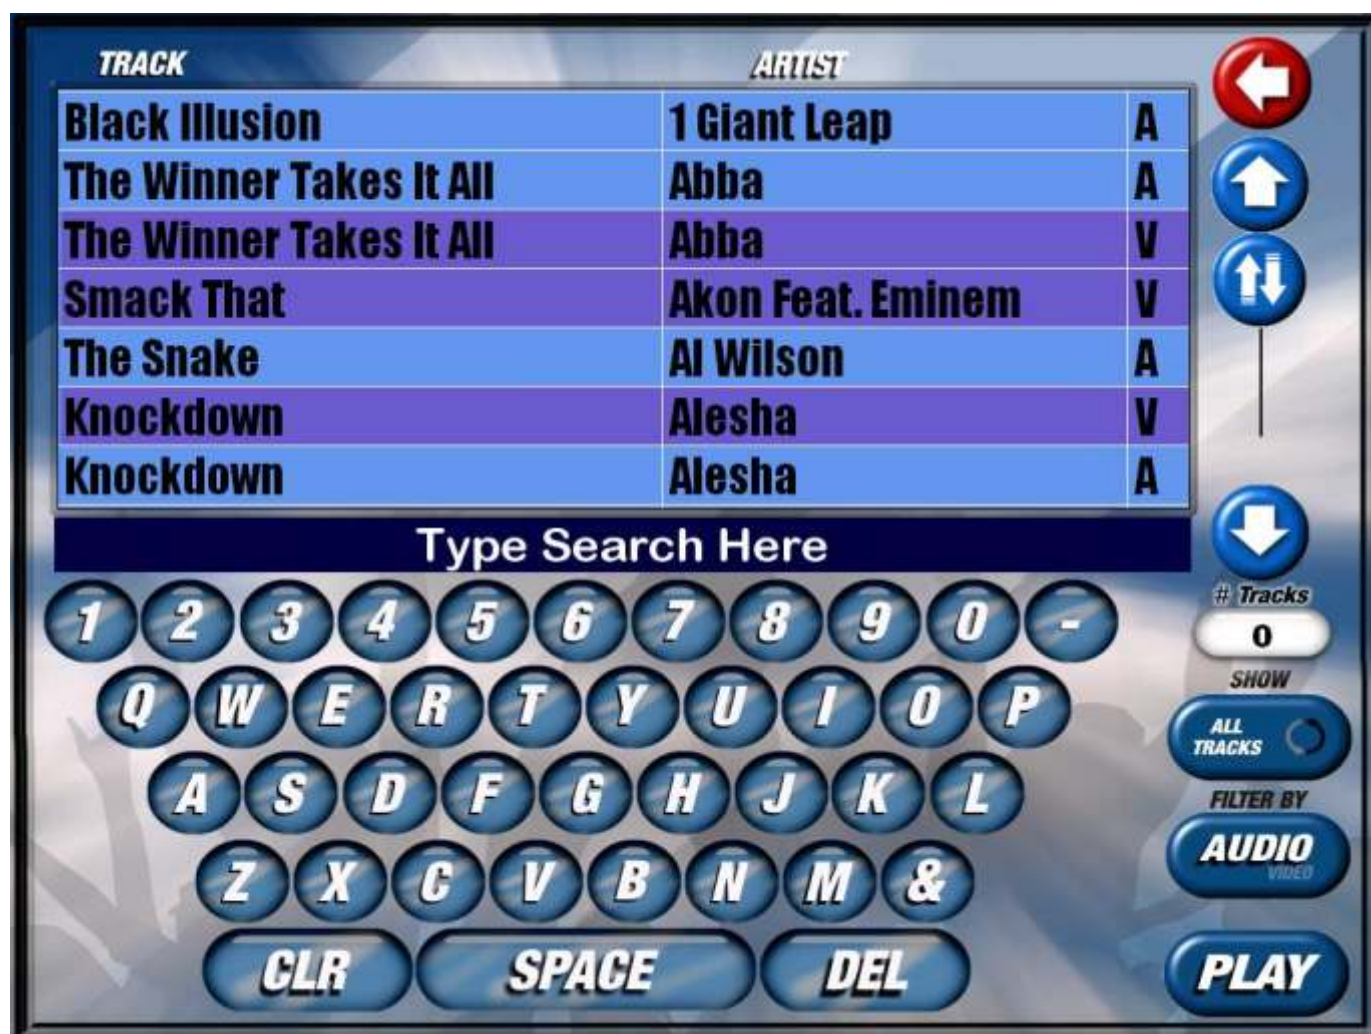 TRACK ARTIST
Black Illusion 1 Giant Leap A
The Winner Takes It All Abba A
The Winner Takes It All Abba V
Smack That Akon Feat. Eminem V
The Snake Al Wilson A
Knockdown Alesha V
Knockdown Alesha A
Type Search Here
1 2 3 4 5 6 7 8 9 0 -
Q W E R T Y U I O P
A S D F G H J K L
Z X C V B N M &
CLR SPACE DEL
# Tracks
0
SHOW
ALL
TRACKS
FILTER BY
AUDIO
VIDEO
PLAY